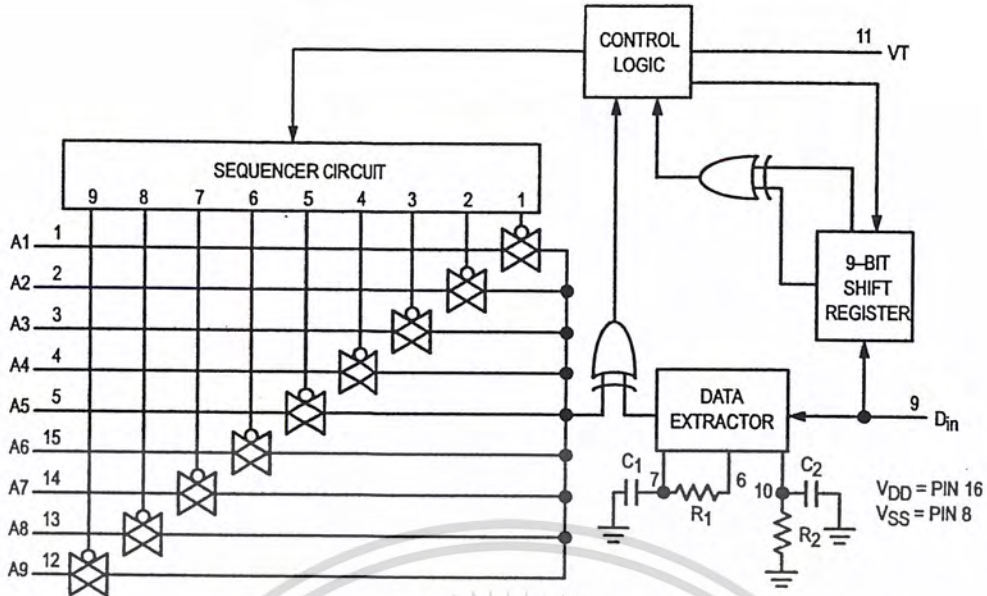 CONTROL
LOGIC
11
VT
SEQUENCER CIRCUIT
9 8 7 6 5 4 3 2 1
A1 1
A2 2
A3 3
A4 4
A5 5
A6 15
A7 14
A8 13
A9 12
9–BIT
SHIFT
REGISTER
DATA
EXTRACTOR
9
Din
C1
7
6
R1
10
C2
R2
VDD = PIN 16
VSS = PIN 8